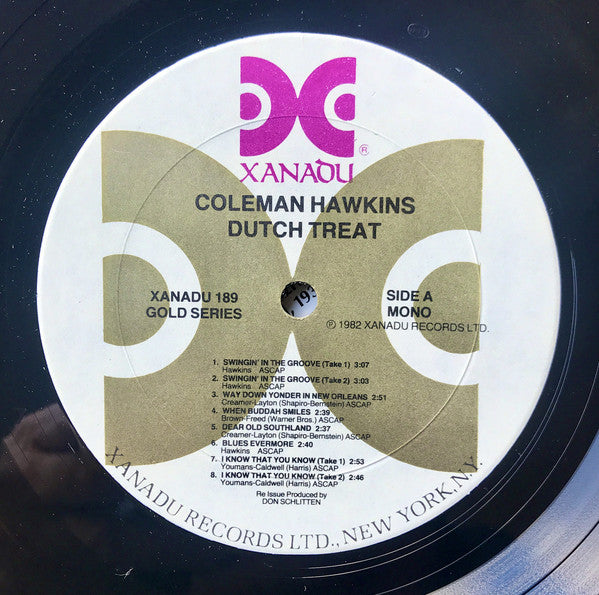 XANADU ®
COLEMAN HAWKINS
DUTCH TREAT
XANADU 189
GOLD SERIES
SIDE A
MONO
℗ 1982 XANADU RECORDS LTD.
1. SWINGIN' IN THE GROOVE (Take 1) 3:07
Hawkins ASCAP
2. SWINGIN' IN THE GROOVE (Take 2) 3:03
Hawkins ASCAP
3. WAY DOWN YONDER IN NEW ORLEANS 2:51
Creamer-Layton (Shapiro-Bernstein) ASCAP
4. WHEN BUDDAH SMILES 2:39
Brown-Freed (Warner Bros.) ASCAP
5. DEAR OLD SOUTHLAND 2:37
Creamer-Layton (Shapiro-Bernstein) ASCAP
6. BLUES EVERMORE 2:40
Hawkins ASCAP
7. I KNOW THAT YOU KNOW (Take 1) 2:53
Youmans-Caldwell (Harris) ASCAP
8. I KNOW THAT YOU KNOW (Take 2) 2:46
Youmans-Caldwell (Harris) ASCAP
Re Issue Produced by
DON SCHLITTEN
XANADU RECORDS LTD., NEW YORK, N.Y.